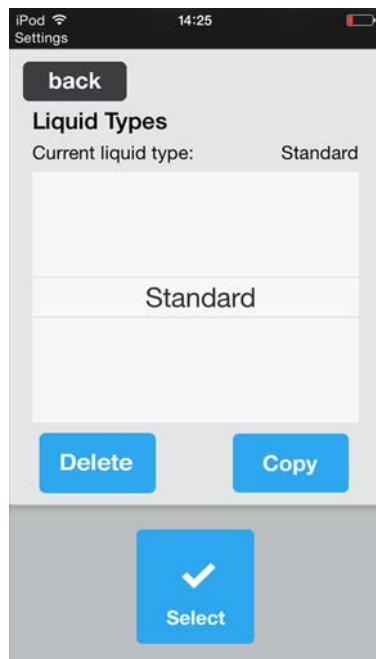 iPod 14:25
Settings
back
Liquid Types
Current liquid type: Standard
Standard
Delete Copy
Select